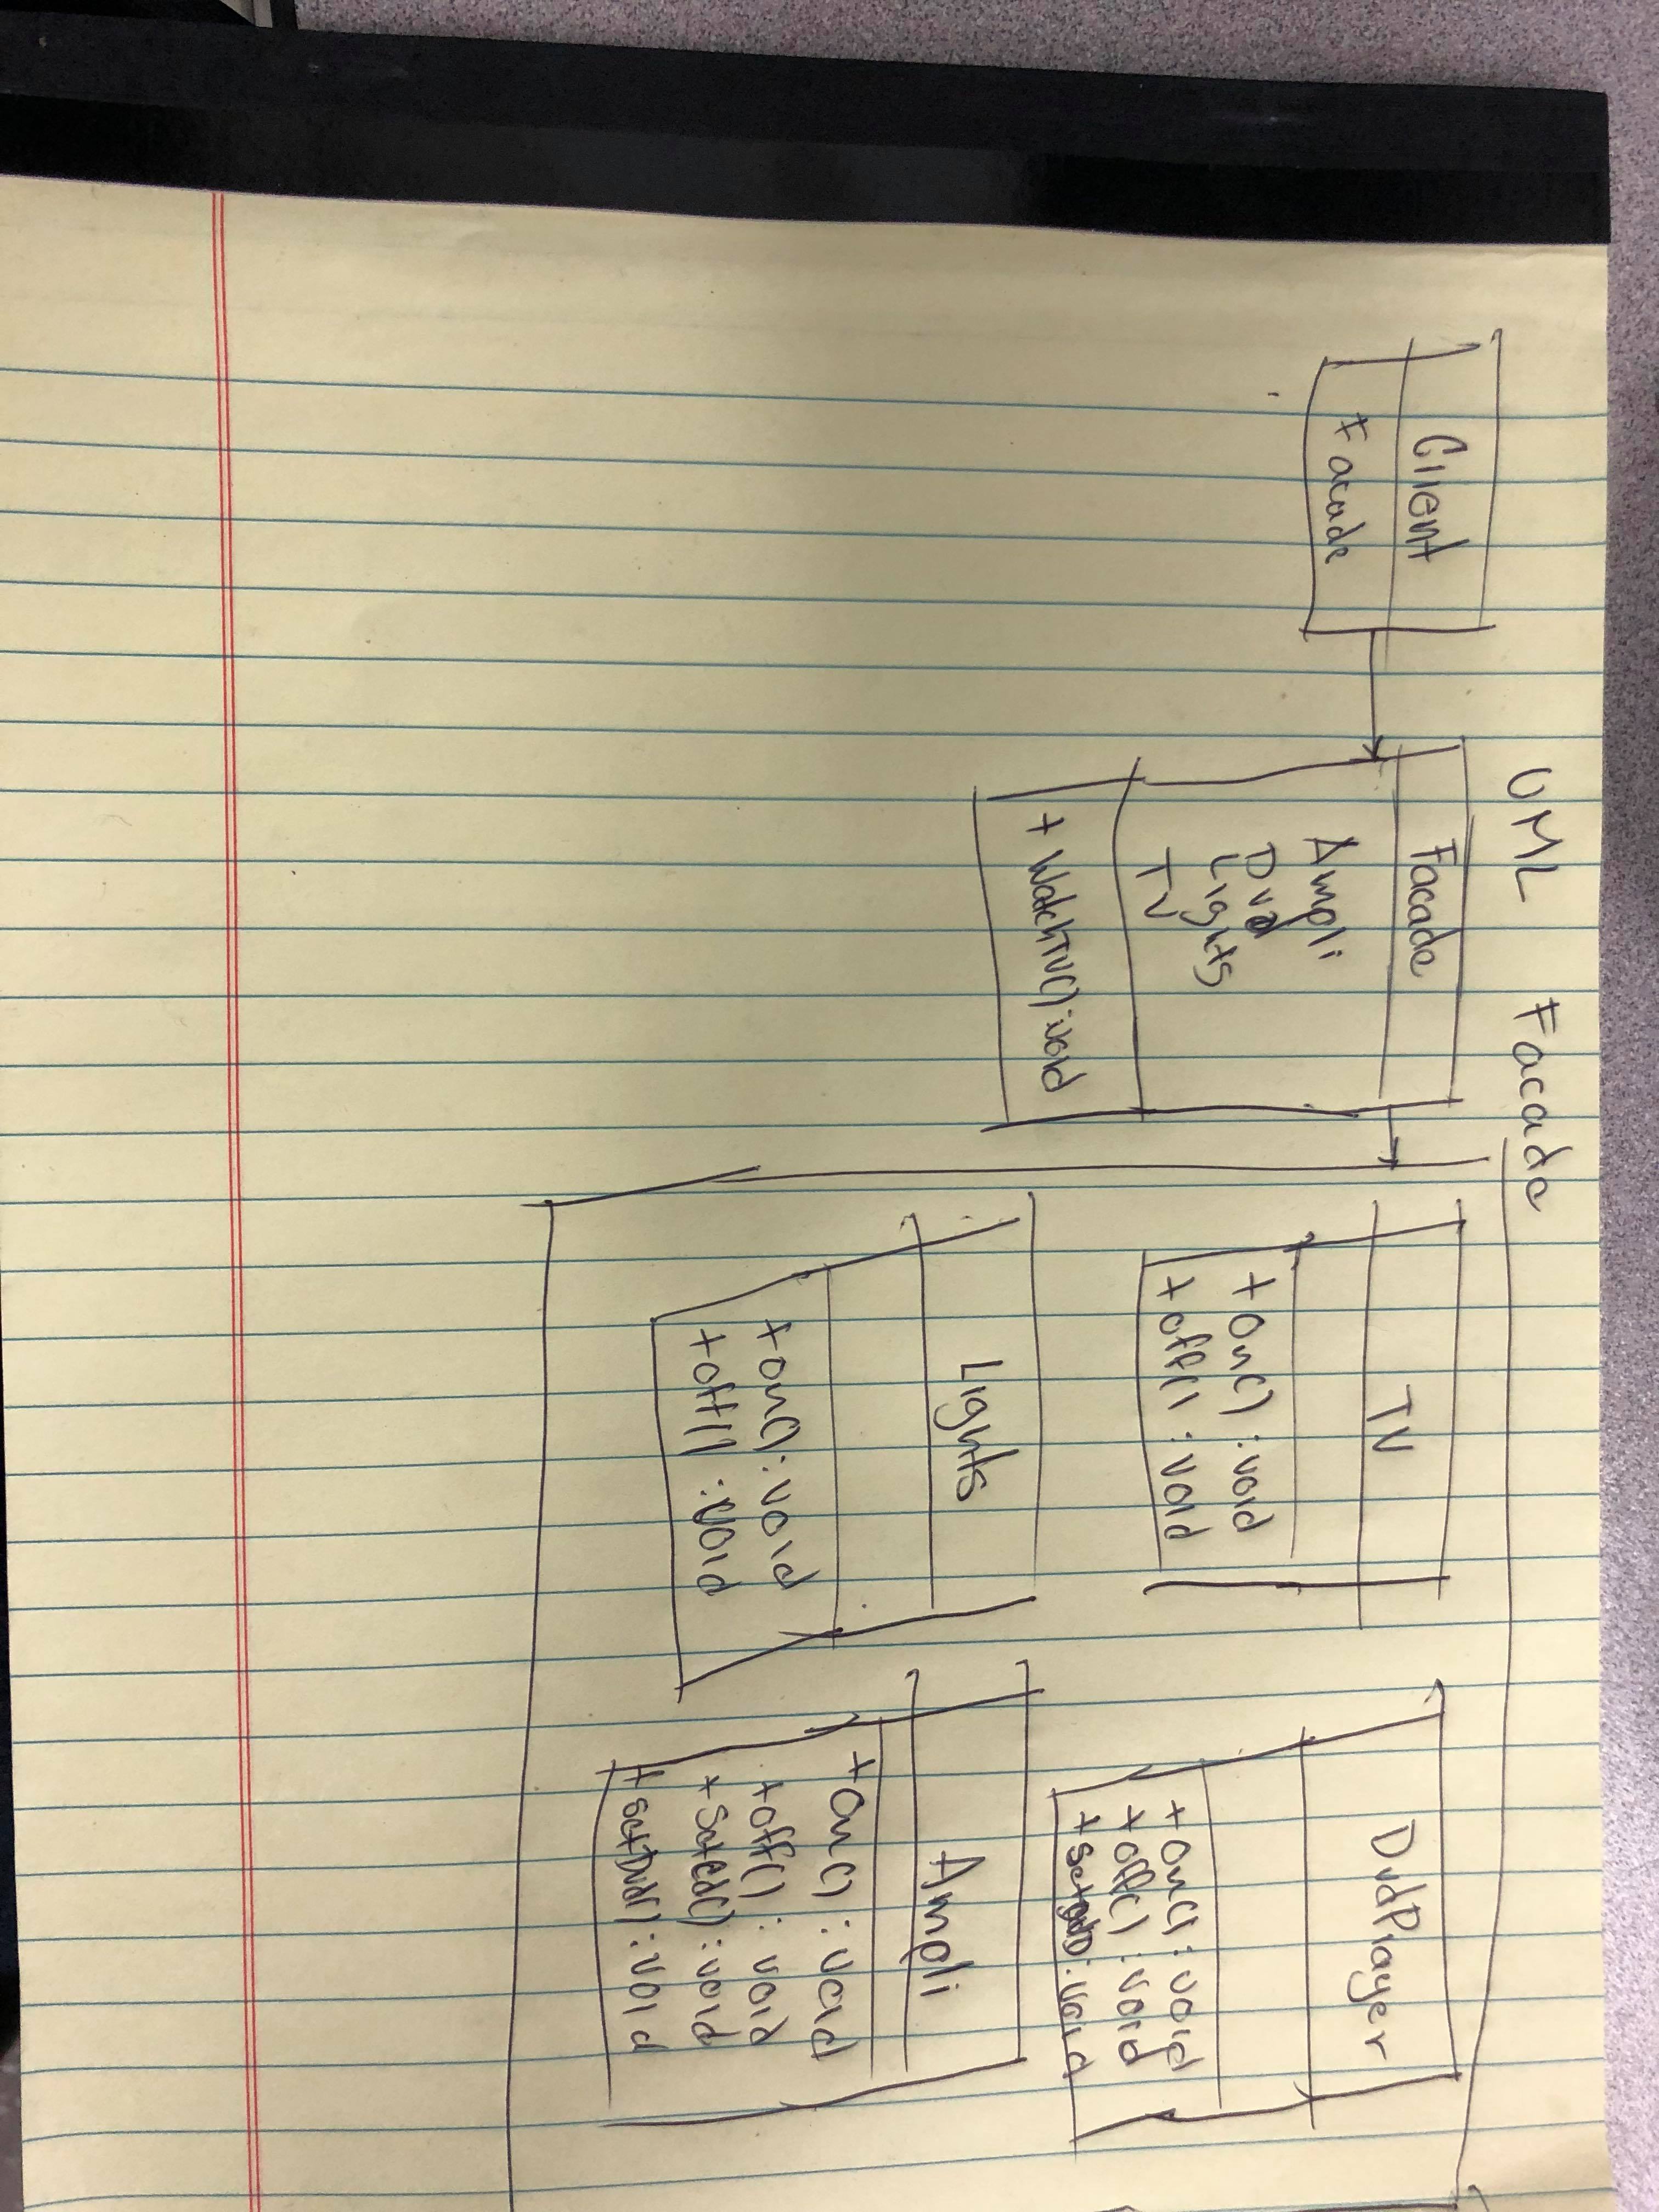 UML Facade
Client
Facade
Facade
Ampli
Dvd
Lights
TV
+ WatchTV() : void
TV
+ on() : void
+ off() : void
DvdPlayer
+ on() : void
+ off() : void
+ : void
Lights
+ on() : void
+ off() : void
Ampli
+ on() : void
+ off() : void
+ setCd() : void
+ setDvd() : void